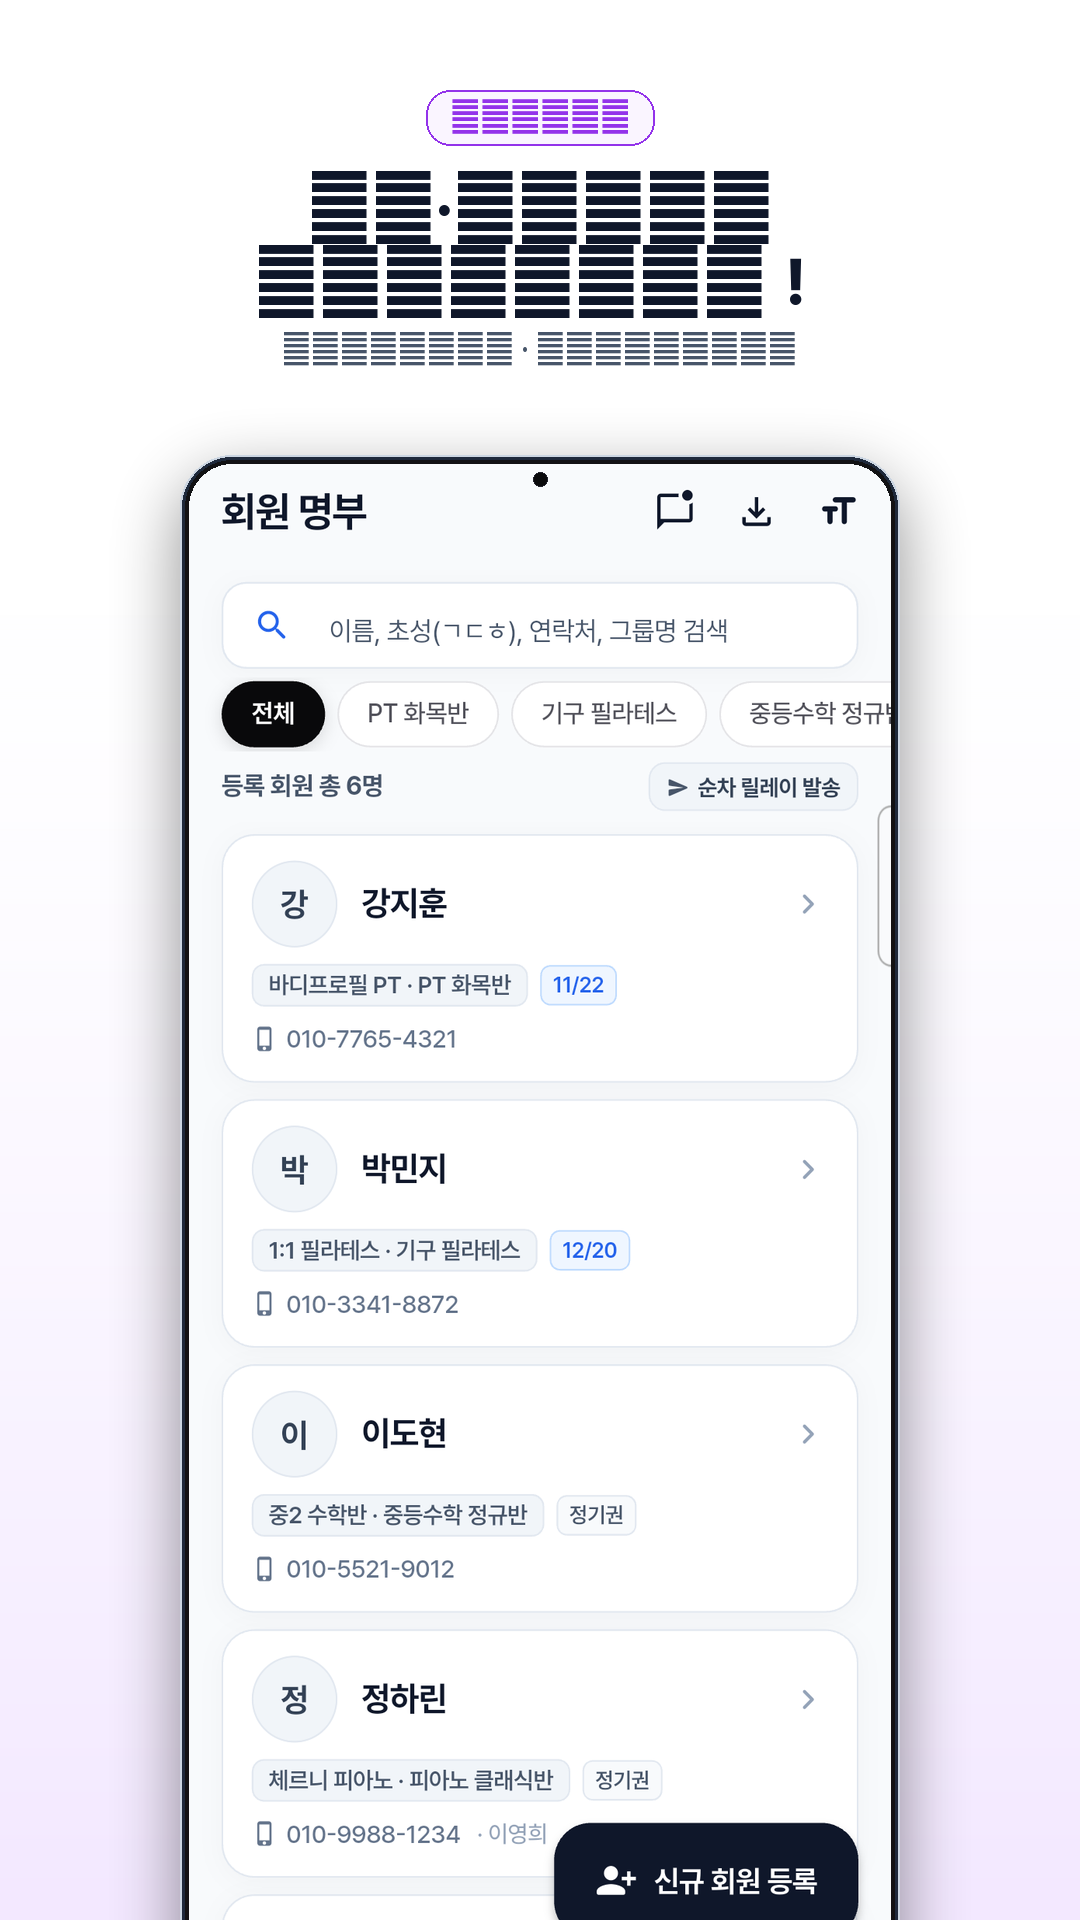 회원 명부
이름, 초성(ㄱㄷㅎ), 연락처, 그룹명 검색
전체 PT 화목반 기구 필라테스 중등수학 정규
등록 회원 총 6명 순차 릴레이 발송
강 강지훈
바디프로필 PT · PT 화목반 11/22
010-7765-4321
박 박민지
1:1 필라테스 · 기구 필라테스 12/20
010-3341-8872
이 이도현
중2 수학반 · 중등수학 정규반 정기권
010-5521-9012
정 정하린
체르니 피아노 · 피아노 클래식반 정기권
010-9988-1234 · 이영희
신규 회원 등록